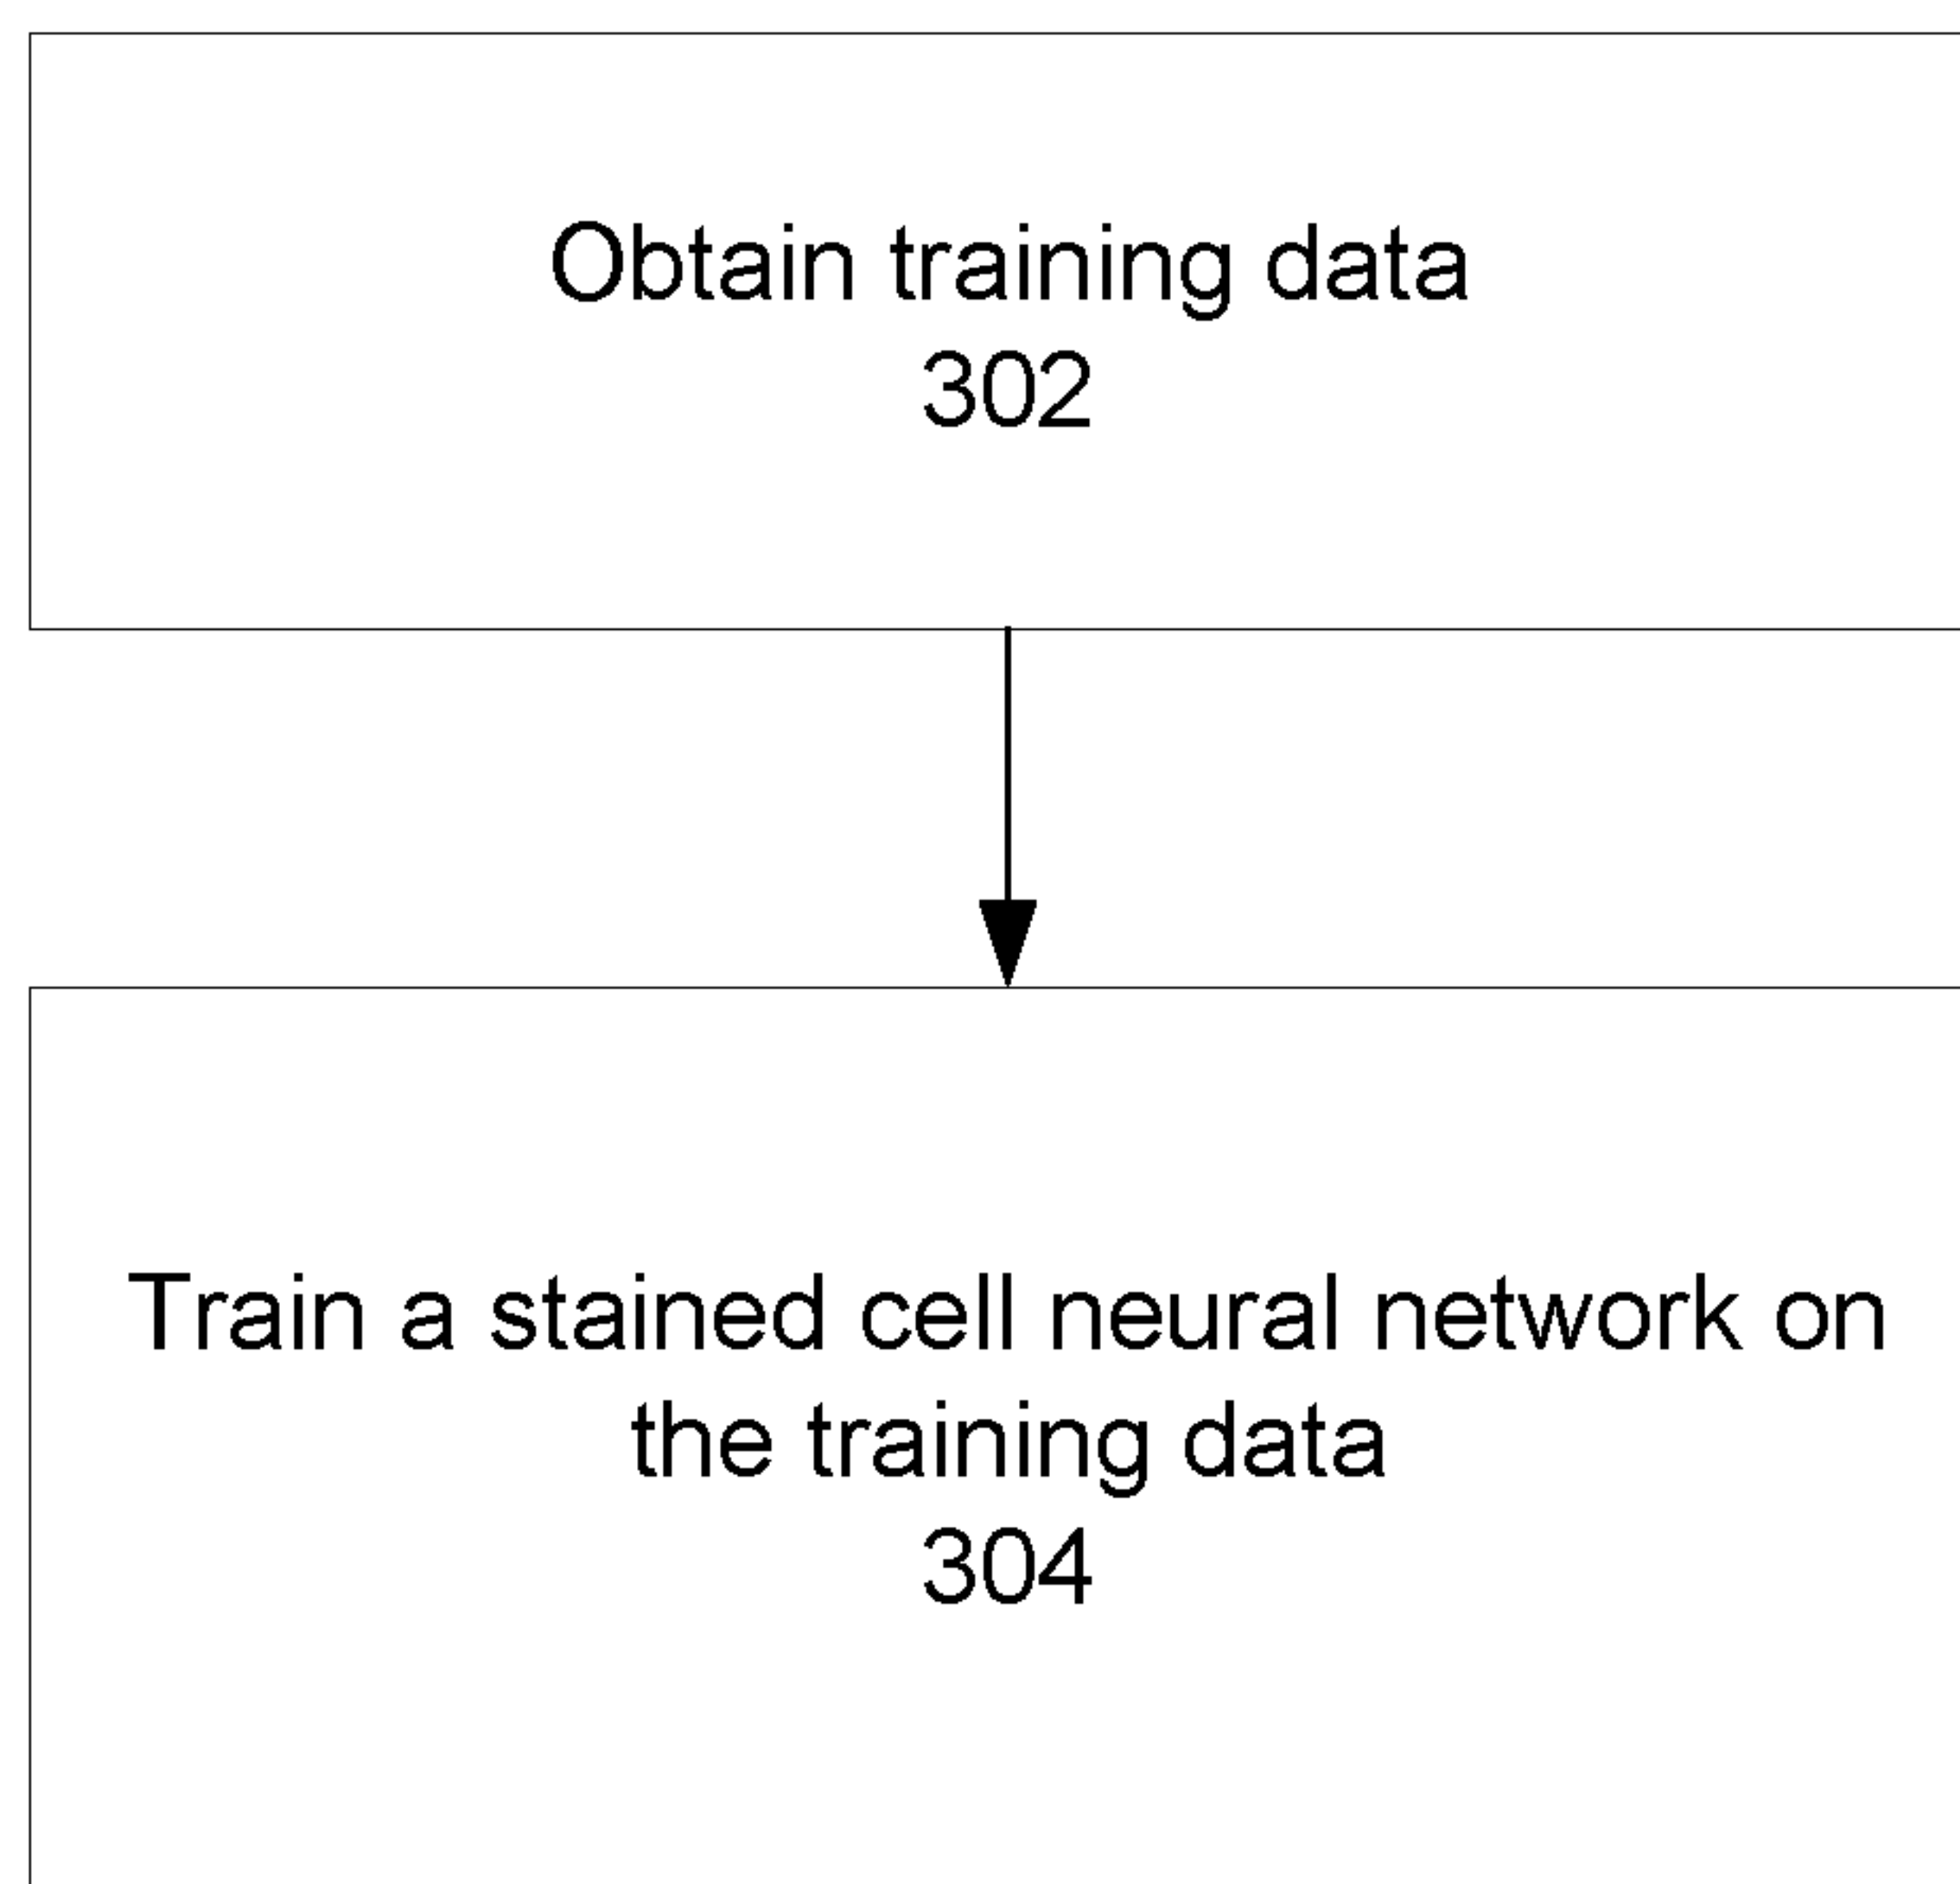 Obtain training data
302
Train a stained cell neural network on
the training data
304